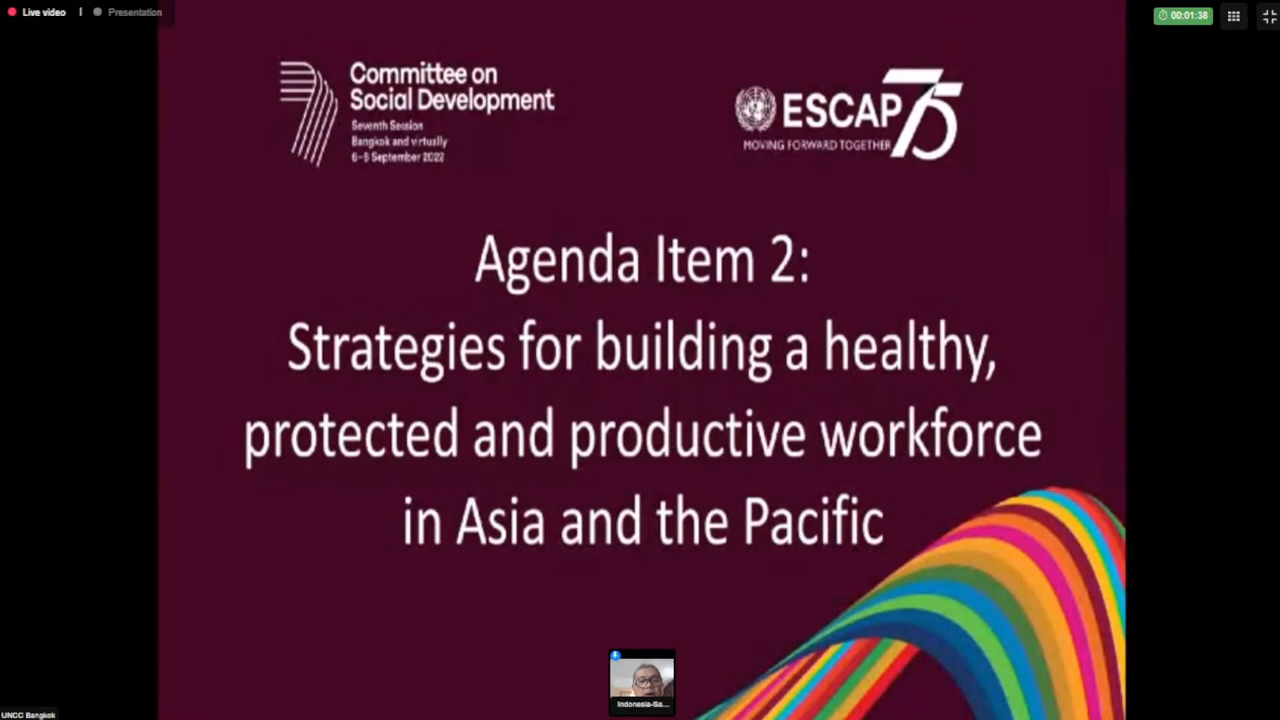 Live video | Presentation
00:01:38
Committee on
Social Development
Seventh Session
Bangkok and virtually
6–8 September 2022
ESCAP 75
MOVING FORWARD TOGETHER
Agenda Item 2:
Strategies for building a healthy,
protected and productive workforce
in Asia and the Pacific
Indonesia-Sa...
UNCC Bangkok